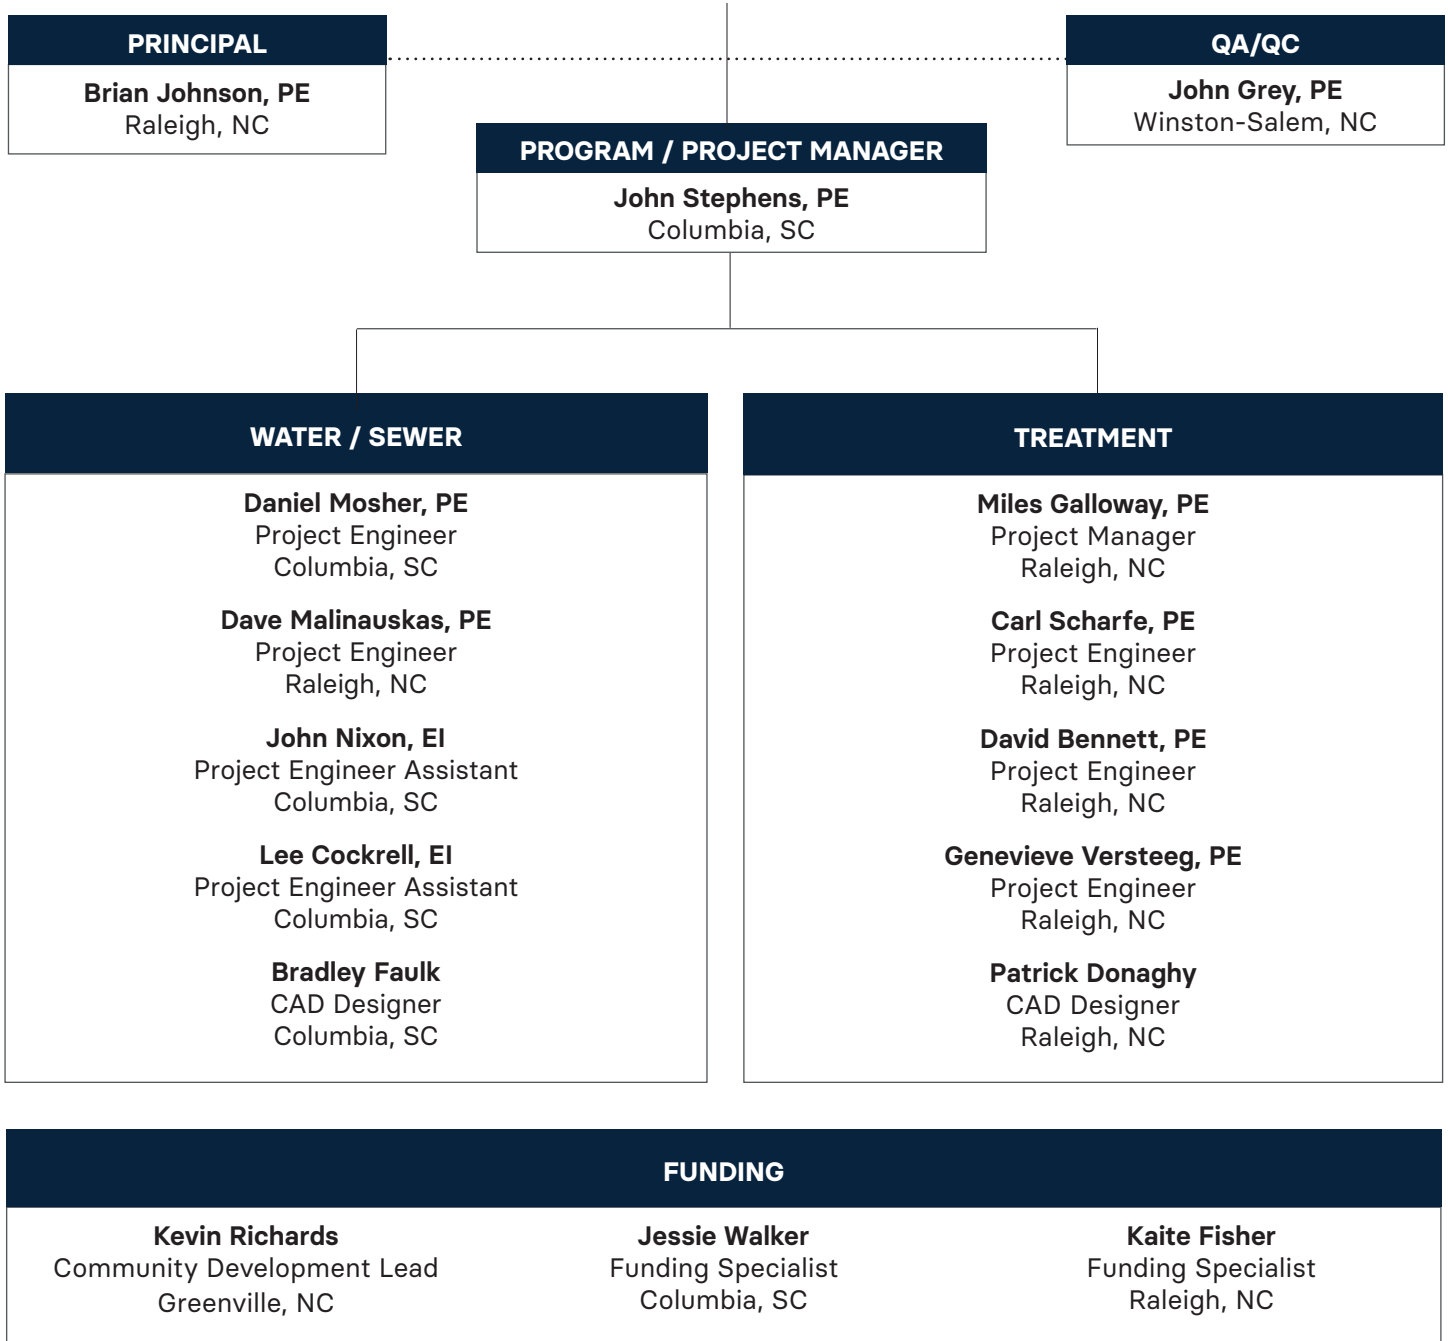 PRINCIPAL
Brian Johnson, PE
Raleigh, NC
QA/QC
John Grey, PE
Winston-Salem, NC
PROGRAM / PROJECT MANAGER
John Stephens, PE
Columbia, SC
WATER / SEWER
Daniel Mosher, PE
Project Engineer
Columbia, SC
Dave Malinauskas, PE
Project Engineer
Raleigh, NC
John Nixon, EI
Project Engineer Assistant
Columbia, SC
Lee Cockrell, EI
Project Engineer Assistant
Columbia, SC
Bradley Faulk
CAD Designer
Columbia, SC
TREATMENT
Miles Galloway, PE
Project Manager
Raleigh, NC
Carl Scharfe, PE
Project Engineer
Raleigh, NC
David Bennett, PE
Project Engineer
Raleigh, NC
Genevieve Versteeg, PE
Project Engineer
Raleigh, NC
Patrick Donaghy
CAD Designer
Raleigh, NC
FUNDING
Kevin Richards
Community Development Lead
Greenville, NC
Jessie Walker
Funding Specialist
Columbia, SC
Kaite Fisher
Funding Specialist
Raleigh, NC